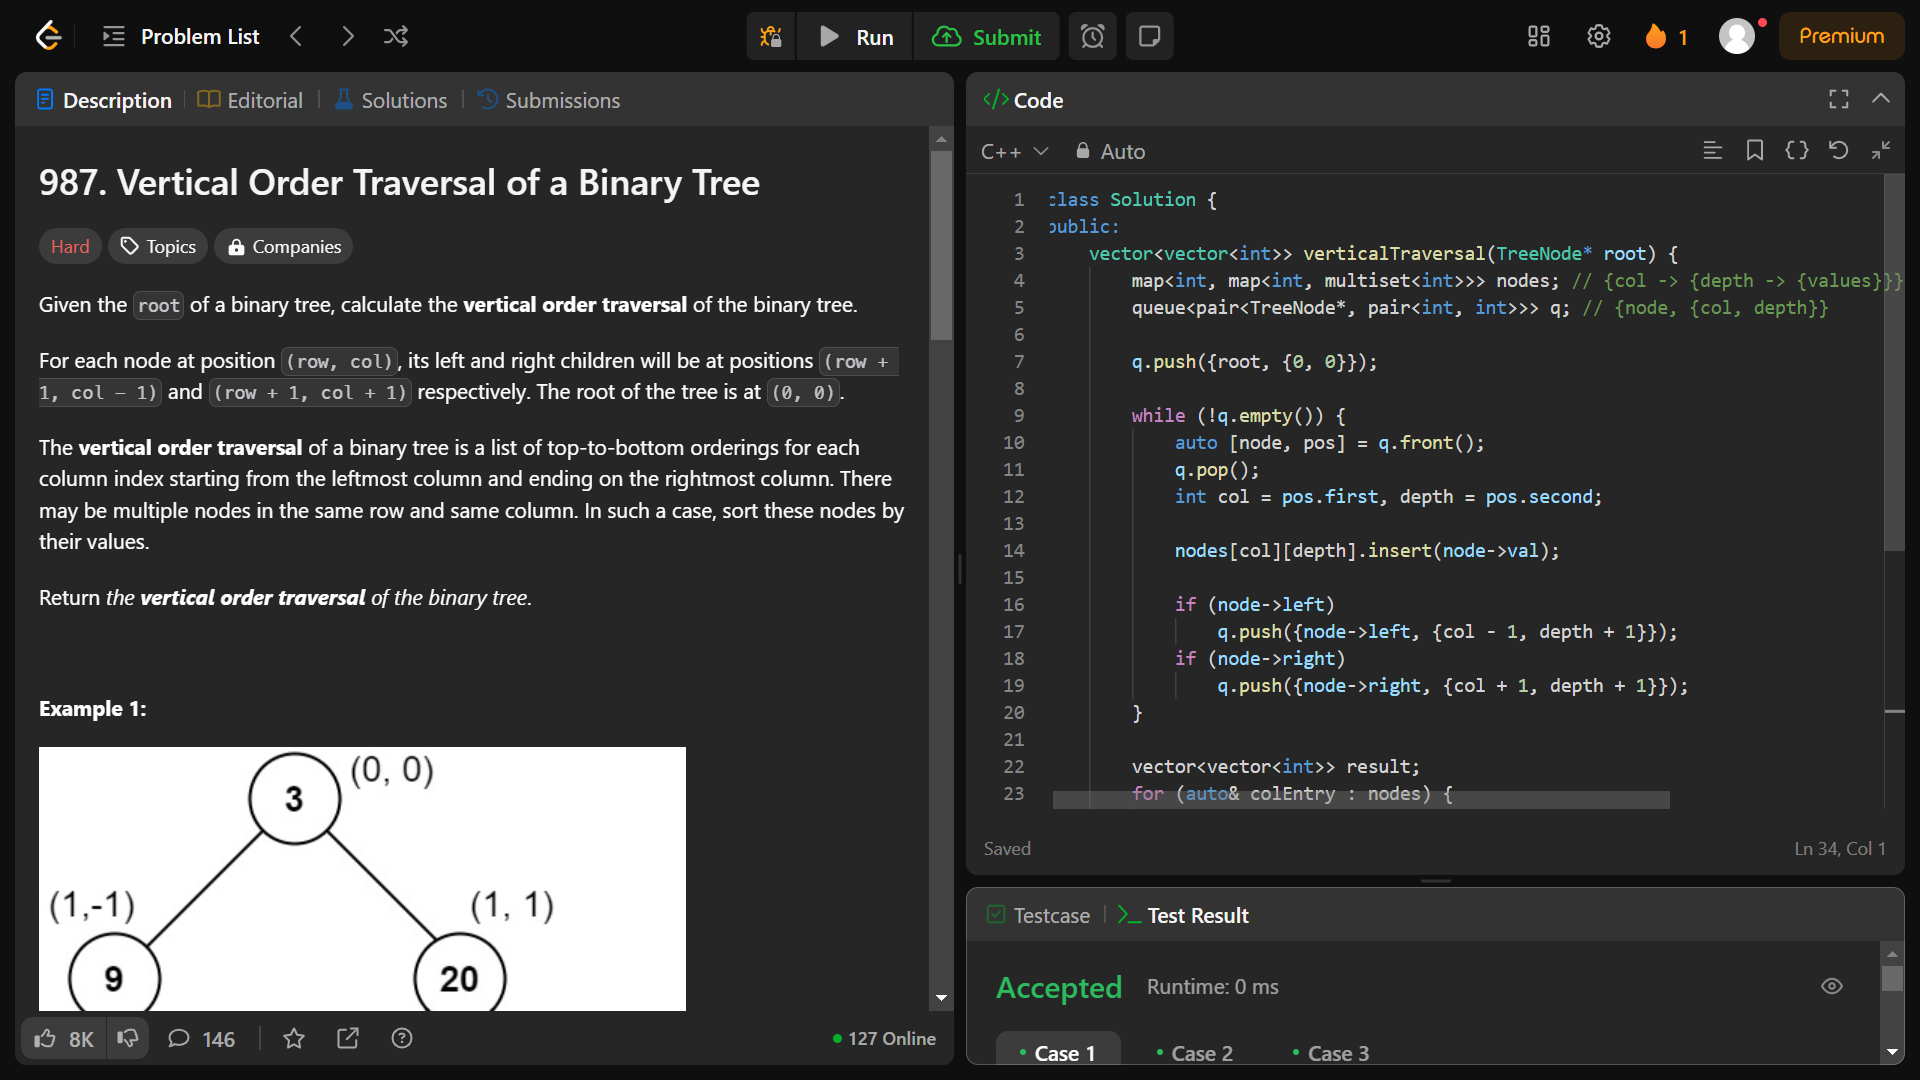 Problem List
Run
Submit
1
Premium
Description
Editorial
Solutions
Submissions
987. Vertical Order Traversal of a Binary Tree
Hard
Topics
Companies
Given the root of a binary tree, calculate the vertical order traversal of the binary tree.
For each node at position (row, col), its left and right children will be at positions (row +
1, col - 1) and (row + 1, col + 1) respectively. The root of the tree is at (0, 0).
The vertical order traversal of a binary tree is a list of top-to-bottom orderings for each
column index starting from the leftmost column and ending on the rightmost column. There
may be multiple nodes in the same row and same column. In such a case, sort these nodes by
their values.
Return the vertical order traversal of the binary tree.
Example 1:
3
(0, 0)
(1,-1)
(1, 1)
9
20
8K
146
127 Online
</> Code
C++
Auto
1 class Solution {
2 public:
3 vector<vector<int>> verticalTraversal(TreeNode* root) {
4 map<int, map<int, multiset<int>>> nodes; // {col -> {depth -> {values}}}
5 queue<pair<TreeNode*, pair<int, int>>> q; // {node, {col, depth}}
6
7 q.push({root, {0, 0}});
8
9 while (!q.empty()) {
10 auto [node, pos] = q.front();
11 q.pop();
12 int col = pos.first, depth = pos.second;
13
14 nodes[col][depth].insert(node->val);
15
16 if (node->left)
17 q.push({node->left, {col - 1, depth + 1}});
18 if (node->right)
19 q.push({node->right, {col + 1, depth + 1}});
20 }
21
22 vector<vector<int>> result;
23 for (auto& colEntry : nodes) {
Saved
Ln 34, Col 1
Testcase
Test Result
Accepted
Runtime: 0 ms
Case 1
Case 2
Case 3